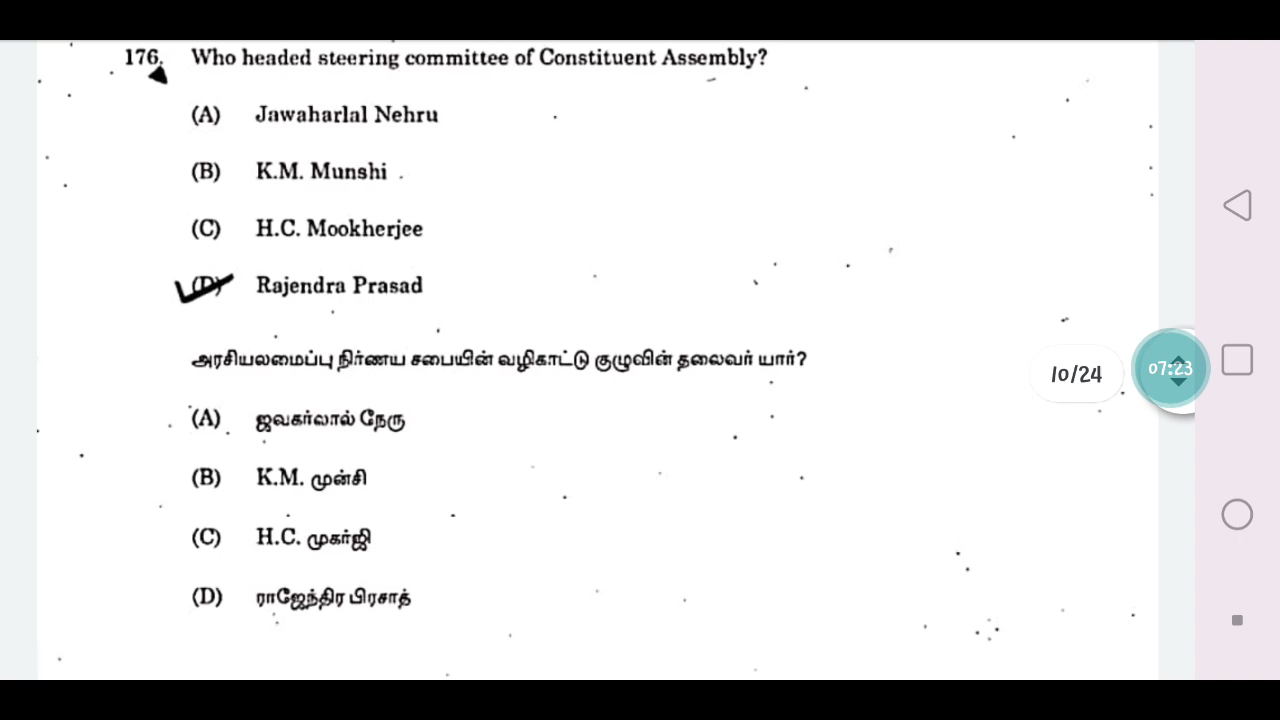 176. Who headed steering committee of Constituent Assembly?
(A) Jawaharlal Nehru
(B) K.M. Munshi
(C) H.C. Mookherjee
(D) Rajendra Prasad
அரசியலமைப்பு நிர்ணய சபையின் வழிகாட்டு குழுவின் தலைவர் யார்?
10/24
07:23
(A) ஜவகர்லால் நேரு
(B) K.M. முன்சி
(C) H.C. முகர்ஜி
(D) ராஜேந்திர பிரசாத்